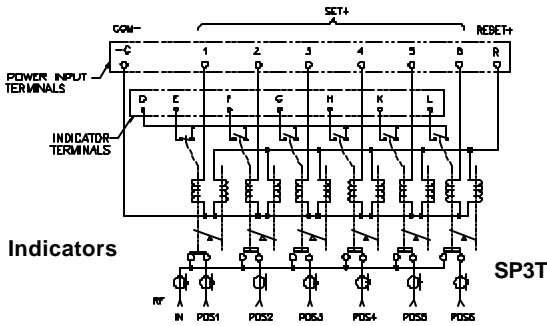 SET+
COM-
RESET+
-C 1 2 3 4 5 6 R
POWER INPUT
TERMINALS
D E F G H K L
INDICATOR
TERMINALS
Indicators
SP3T
RF
IN POS1 POS2 POS3 POS4 POS5 POS6